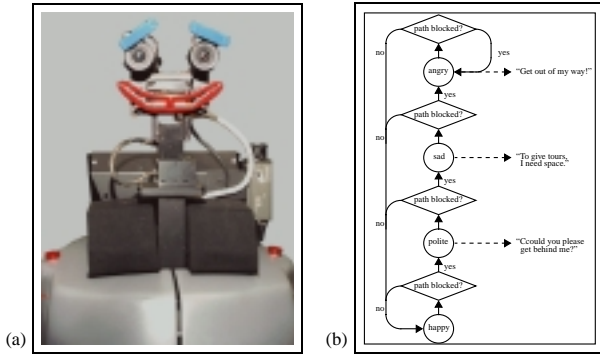 (a)
(b)
path blocked?
no
yes
angry
"Get out of my way!"
yes
path blocked?
no
sad
"To give tours,
I need space."
yes
path blocked?
no
polite
"Ccould you please
get behind me?"
yes
path blocked?
no
happy